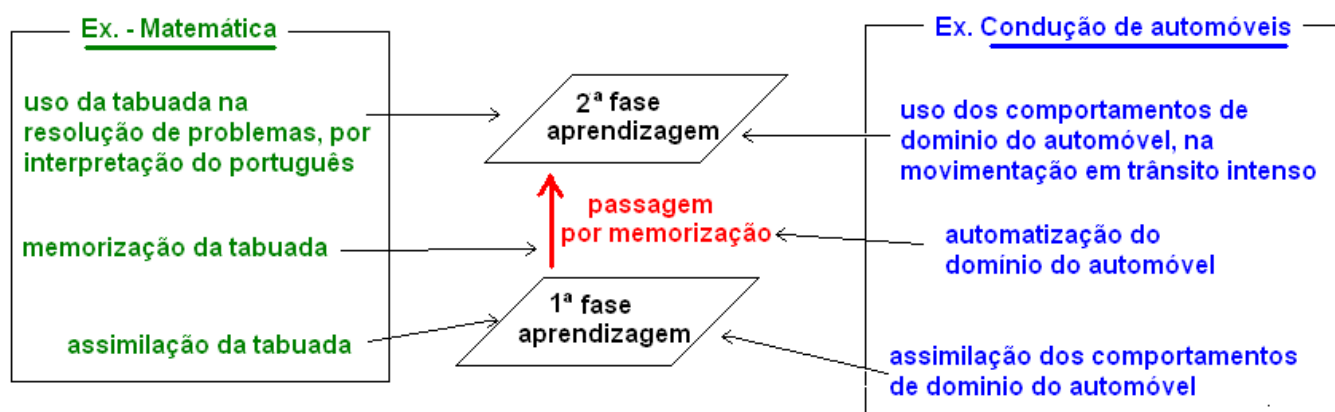 Ex. - Matemática
uso da tabuada na
resolução de problemas, por
interpretação do português
memorização da tabuada
assimilação da tabuada
2ª fase
aprendizagem
passagem
por memorização
1ª fase
aprendizagem
Ex. Condução de automóveis
uso dos comportamentos de
dominio do automóvel, na
movimentação em trânsito intenso
automatização do
domínio do automóvel
assimilação dos comportamentos
de dominio do automóvel